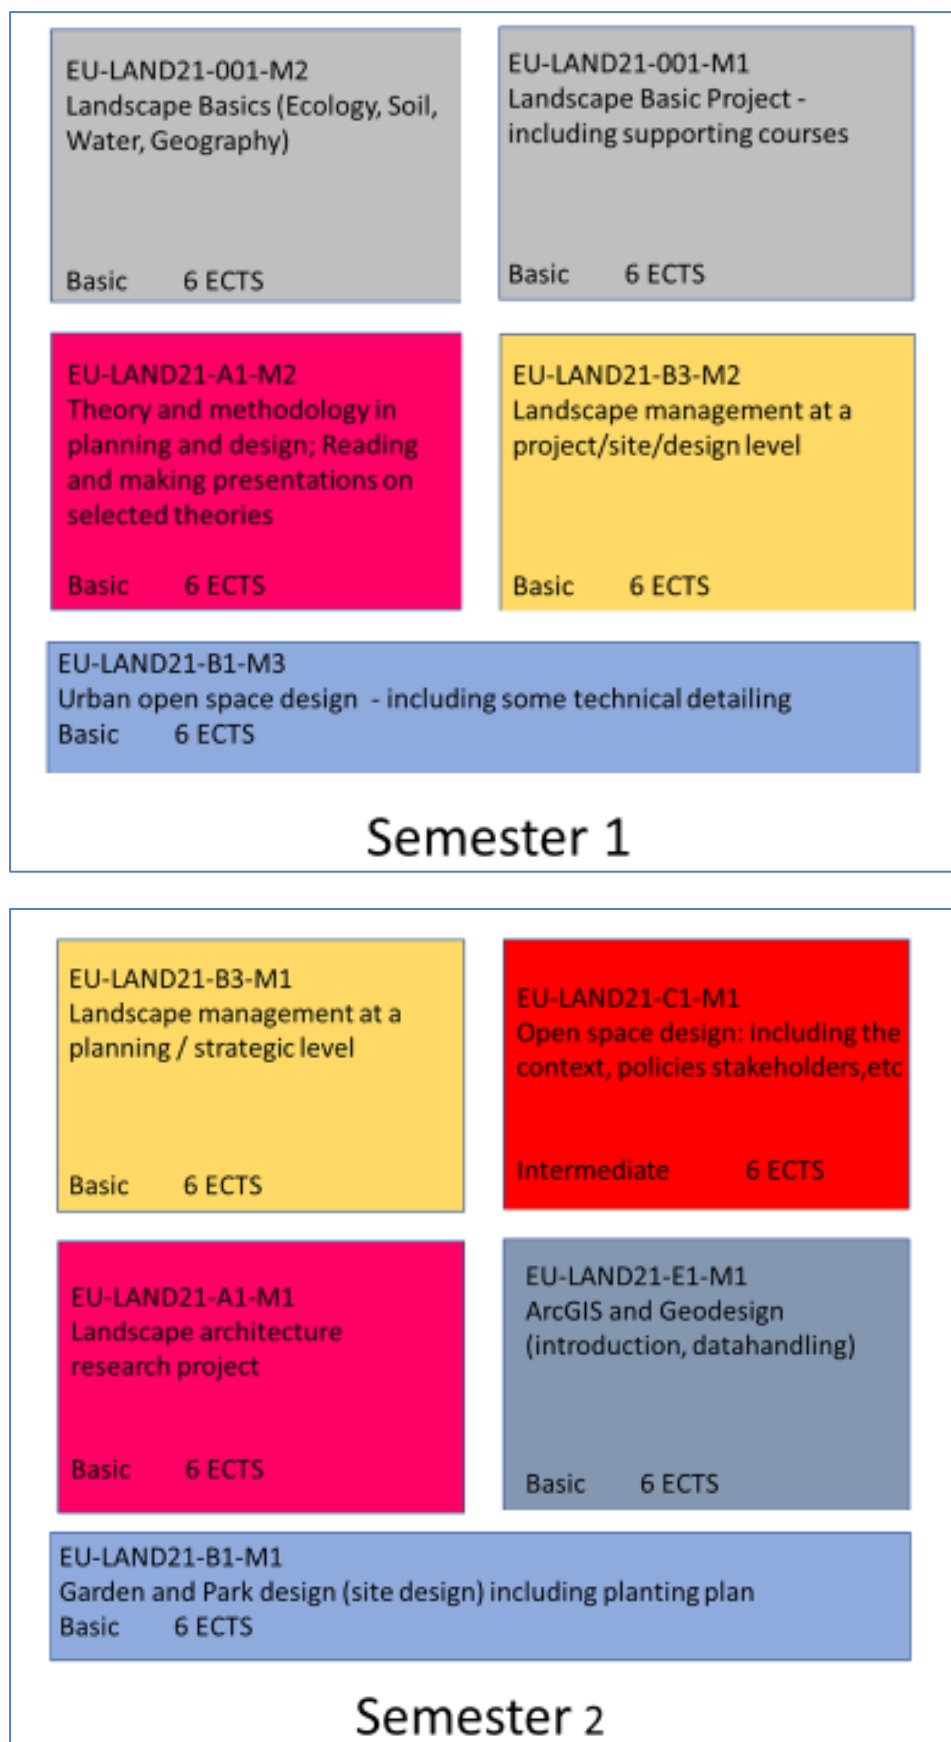 EU-LAND21-001-M2
Landscape Basics (Ecology, Soil,
Water, Geography)
Basic 6 ECTS
EU-LAND21-001-M1
Landscape Basic Project -
including supporting courses
Basic 6 ECTS
EU-LAND21-A1-M2
Theory and methodology in
planning and design; Reading
and making presentations on
selected theories
Basic 6 ECTS
EU-LAND21-B3-M2
Landscape management at a
project/site/design level
Basic 6 ECTS
EU-LAND21-B1-M3
Urban open space design - including some technical detailing
Basic 6 ECTS
Semester 1
EU-LAND21-B3-M1
Landscape management at a
planning / strategic level
Basic 6 ECTS
EU-LAND21-C1-M1
Open space design: including the
context, policies stakeholders,etc
Intermediate 6 ECTS
EU-LAND21-A1-M1
Landscape architecture
research project
Basic 6 ECTS
EU-LAND21-E1-M1
ArcGIS and Geodesign
(introduction, datahandling)
Basic 6 ECTS
EU-LAND21-B1-M1
Garden and Park design (site design) including planting plan
Basic 6 ECTS
Semester 2